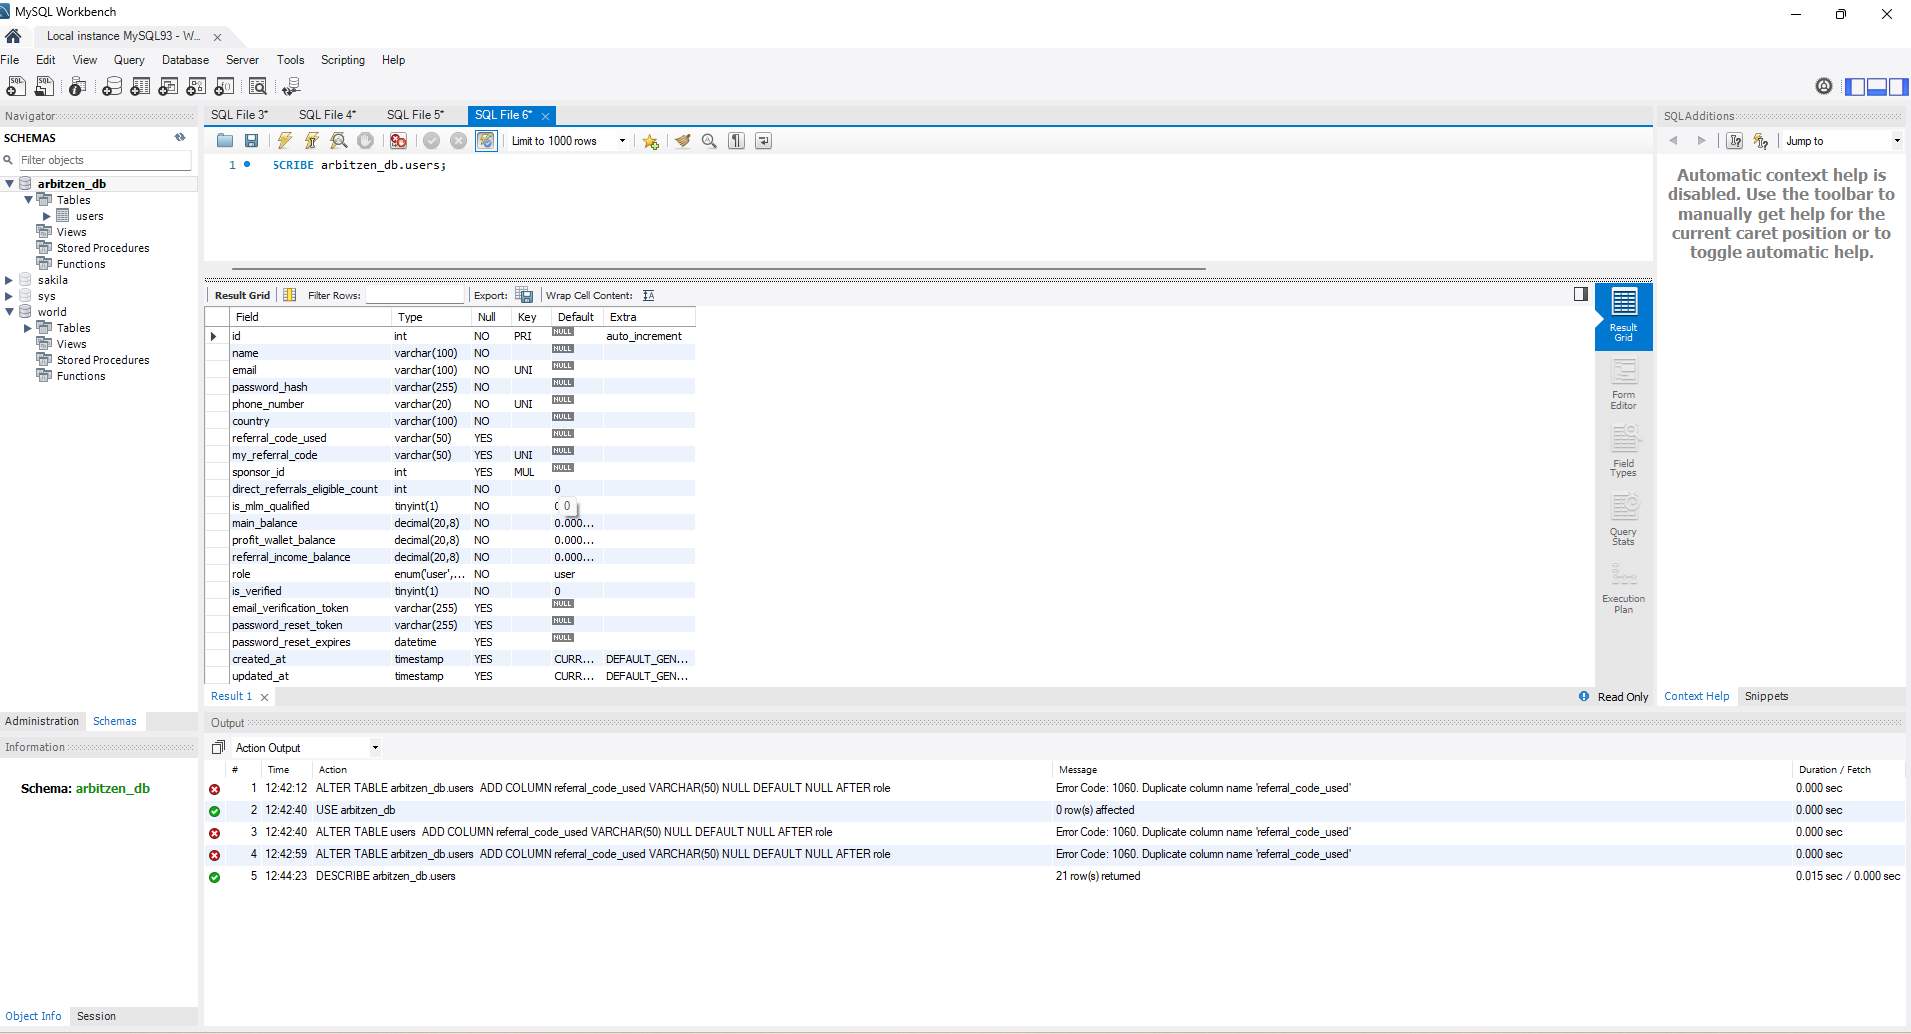 MySQL Workbench
Local instance MySQL93 - W...
File Edit View Query Database Server Tools Scripting Help
Navigator
SCHEMAS
Filter objects
arbitzen_db
Tables
users
Views
Stored Procedures
Functions
sakila
sys
world
Tables
Views
Stored Procedures
Functions
Administration Schemas
Information
Schema: arbitzen_db
Object Info Session
SQL File 3* SQL File 4* SQL File 5* SQL File 6*
Limit to 1000 rows
1 SCRIBE arbitzen_db.users;
Result Grid Filter Rows: Export: Wrap Cell Content:
Field Type Null Key Default Extra
id int NO PRI NULL auto_increment
name varchar(100) NO NULL
email varchar(100) NO UNI NULL
password_hash varchar(255) NO NULL
phone_number varchar(20) NO UNI NULL
country varchar(100) NO NULL
referral_code_used varchar(50) YES NULL
my_referral_code varchar(50) YES UNI NULL
sponsor_id int YES MUL NULL
direct_referrals_eligible_count int NO 0
is_mlm_qualified tinyint(1) NO 0 0
main_balance decimal(20,8) NO 0.000...
profit_wallet_balance decimal(20,8) NO 0.000...
referral_income_balance decimal(20,8) NO 0.000...
role enum('user',... NO user
is_verified tinyint(1) NO 0
email_verification_token varchar(255) YES NULL
password_reset_token varchar(255) YES NULL
password_reset_expires datetime YES NULL
created_at timestamp YES CURR... DEFAULT_GEN...
updated_at timestamp YES CURR... DEFAULT_GEN...
Result 1 Read Only
Result Grid
Form Editor
Field Types
Query Stats
Execution Plan
SQLAdditions
Jump to
Automatic context help is
disabled. Use the toolbar to
manually get help for the
current caret position or to
toggle automatic help.
Context Help Snippets
Output
Action Output
# Time Action Message Duration / Fetch
1 12:42:12 ALTER TABLE arbitzen_db.users ADD COLUMN referral_code_used VARCHAR(50) NULL DEFAULT NULL AFTER role Error Code: 1060. Duplicate column name 'referral_code_used' 0.000 sec
2 12:42:40 USE arbitzen_db 0 row(s) affected 0.000 sec
3 12:42:40 ALTER TABLE users ADD COLUMN referral_code_used VARCHAR(50) NULL DEFAULT NULL AFTER role Error Code: 1060. Duplicate column name 'referral_code_used' 0.000 sec
4 12:42:59 ALTER TABLE arbitzen_db.users ADD COLUMN referral_code_used VARCHAR(50) NULL DEFAULT NULL AFTER role Error Code: 1060. Duplicate column name 'referral_code_used' 0.000 sec
5 12:44:23 DESCRIBE arbitzen_db.users 21 row(s) returned 0.015 sec / 0.000 sec